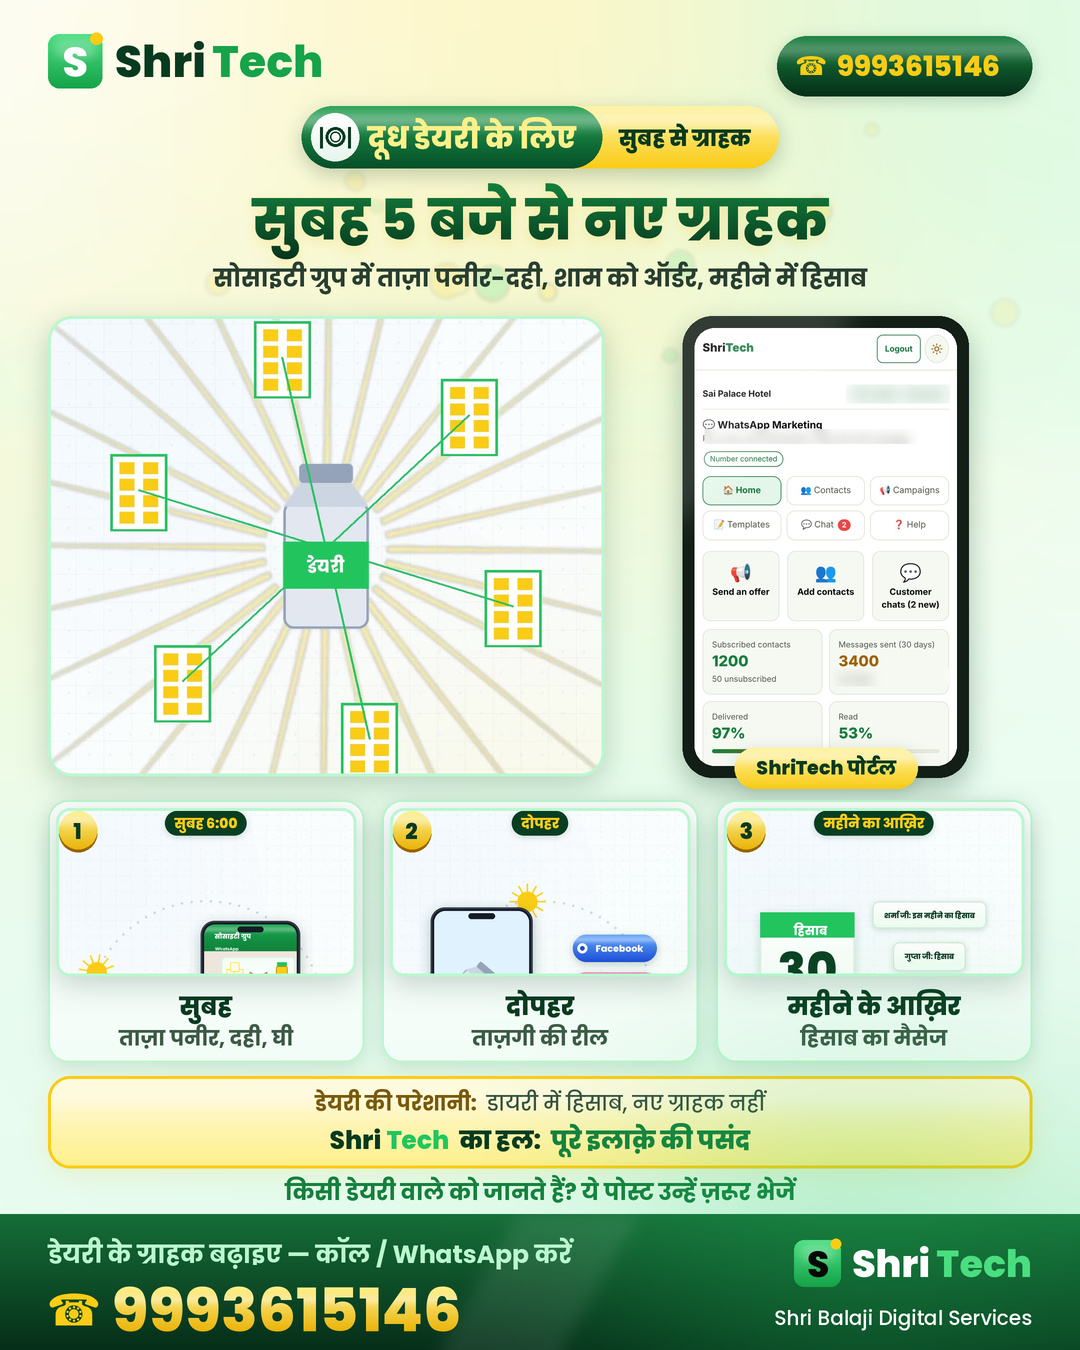 S Shri Tech
☎ 9993615146
दूध डेयरी के लिए
सुबह से ग्राहक
सुबह 5 बजे से नए ग्राहक
सोसाइटी ग्रुप में ताज़ा पनीर-दही, शाम को ऑर्डर, महीने में हिसाब
डेयरी
ShriTech
Logout
Sai Palace Hotel
💬 WhatsApp Marketing
Number connected
🏠 Home
👥 Contacts
📢 Campaigns
📝 Templates
💬 Chat 2
❓ Help
Send an offer
Add contacts
Customer
chats (2 new)
Subscribed contacts
1200
50 unsubscribed
Messages sent (30 days)
3400
Delivered
97%
Read
53%
ShriTech पोर्टल
1
सुबह 6:00
सोसाइटी ग्रुप
WhatsApp
सुबह
ताज़ा पनीर, दही, घी
2
दोपहर
Facebook
दोपहर
ताज़गी की रील
3
महीने का आख़िर
हिसाब
30
शर्मा जी: इस महीने का हिसाब
गुप्ता जी: हिसाब
महीने के आख़िर
हिसाब का मैसेज
डेयरी की परेशानी: डायरी में हिसाब, नए ग्राहक नहीं
Shri Tech का हल: पूरे इलाक़े की पसंद
किसी डेयरी वाले को जानते हैं? ये पोस्ट उन्हें ज़रूर भेजें
डेयरी के ग्राहक बढ़ाइए — कॉल / WhatsApp करें
☎ 9993615146
S Shri Tech
Shri Balaji Digital Services